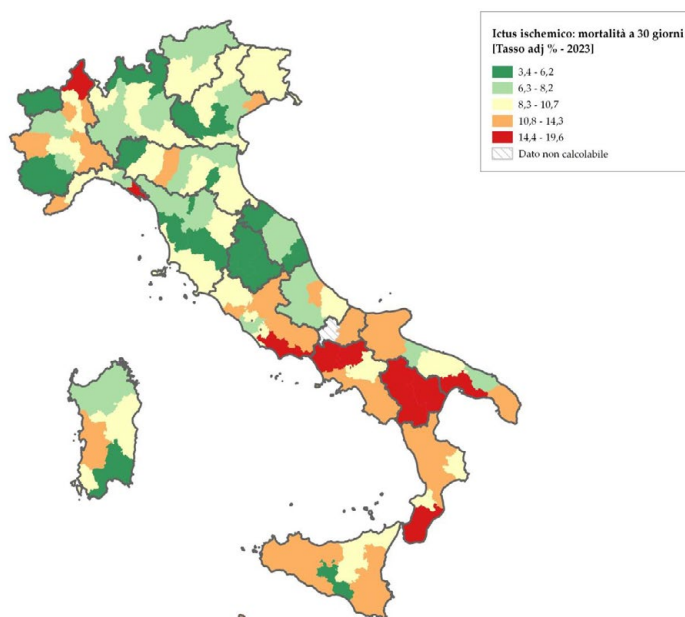 Ictus ischemico: mortalità a 30 giorni
[Tasso adj % - 2023]
3,4 - 6,2
6,3 - 8,2
8,3 - 10,7
10,8 - 14,3
14,4 - 19,6
Dato non calcolabile